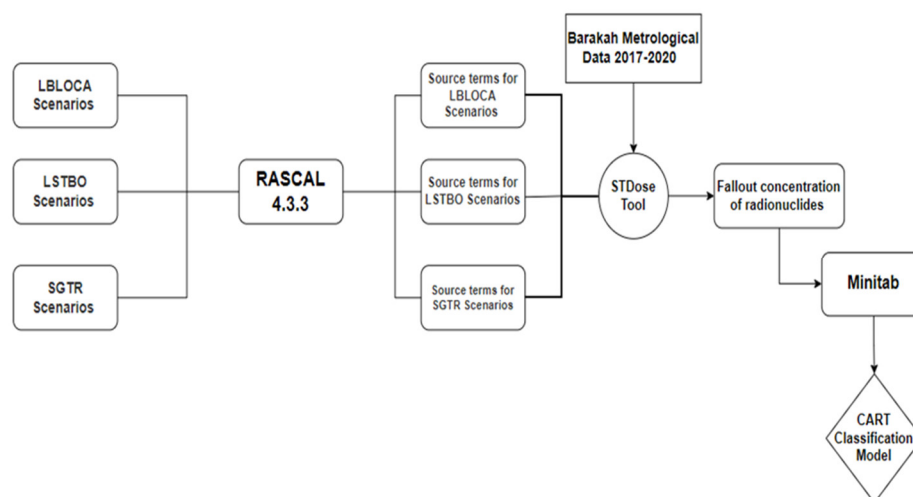 Barakah Metrological
Data 2017-2020
LBLOCA
Scenarios
LSTBO
Scenarios
SGTR
Scenarios
RASCAL
4.3.3
Source terms for
LBLOCA
Scenarios
Source terms for
LSTBO Scenarios
Source terms for
SGTR Scenarios
STDose
Tool
Fallout concentration
of radionuclides
Minitab
CART
Classification
Model